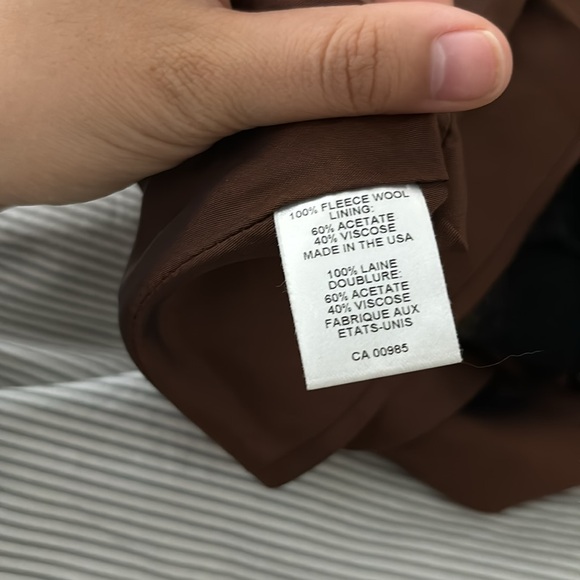 100% FLEECE WOOL
LINING:
60% ACETATE
40% VISCOSE
MADE IN THE USA
100% LAINE
DOUBLURE:
60% ACETATE
40% VISCOSE
FABRIQUE AUX
ETATS-UNIS
CA 00985